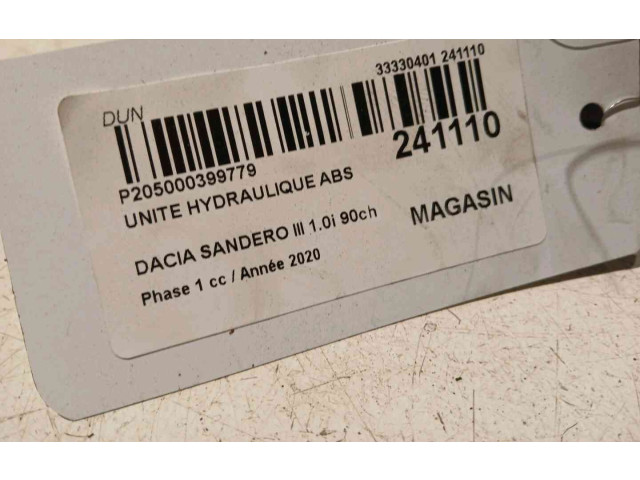 33330401 241110
DUN
P205000399779
241110
UNITE HYDRAULIQUE ABS
DACIA SANDERO III 1.0i 90ch
MAGASIN
Phase 1 cc / Année 2020